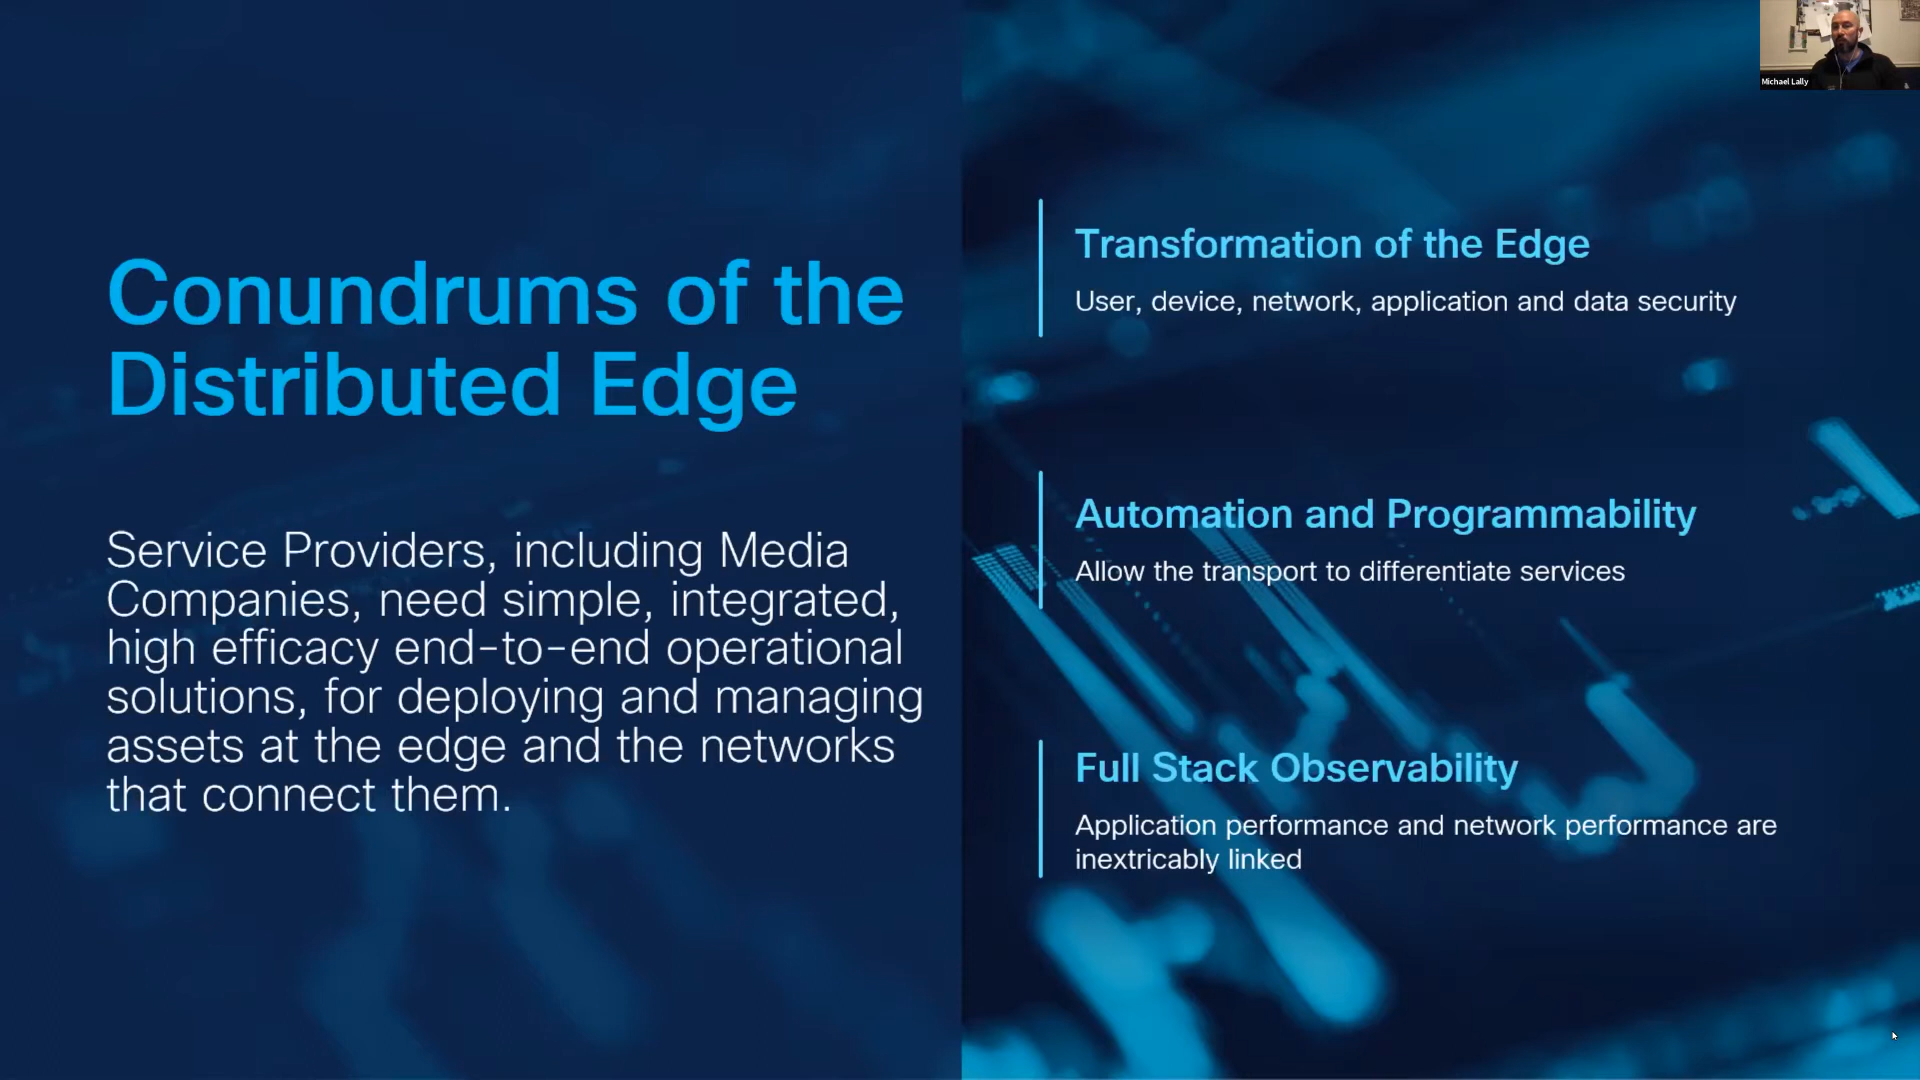 Conundrums of the
Distributed Edge
Service Providers, including Media
Companies, need simple, integrated,
high efficacy end-to-end operational
solutions, for deploying and managing
assets at the edge and the networks
that connect them.
Transformation of the Edge
User, device, network, application and data security
Automation and Programmability
Allow the transport to differentiate services
Full Stack Observability
Application performance and network performance are
inextricably linked
Michael Lally